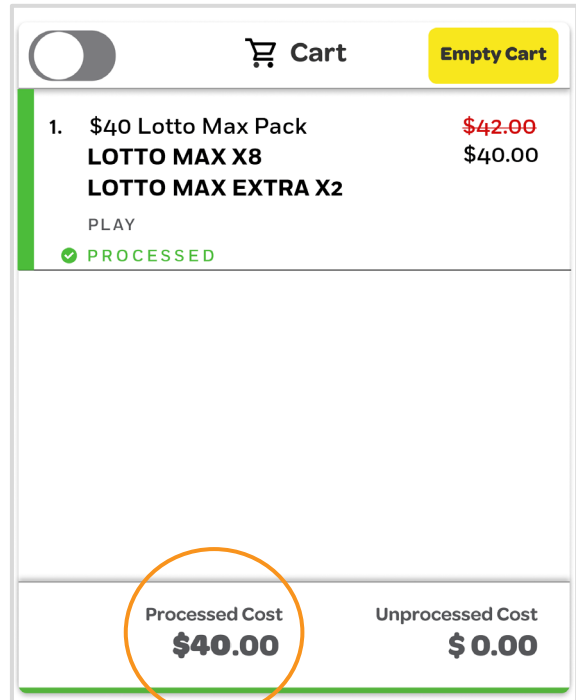 Cart
Empty Cart
1. $40 Lotto Max Pack $42.00
LOTTO MAX X8 $40.00
LOTTO MAX EXTRA X2
PLAY
PROCESSED
Processed Cost Unprocessed Cost
$40.00 $ 0.00